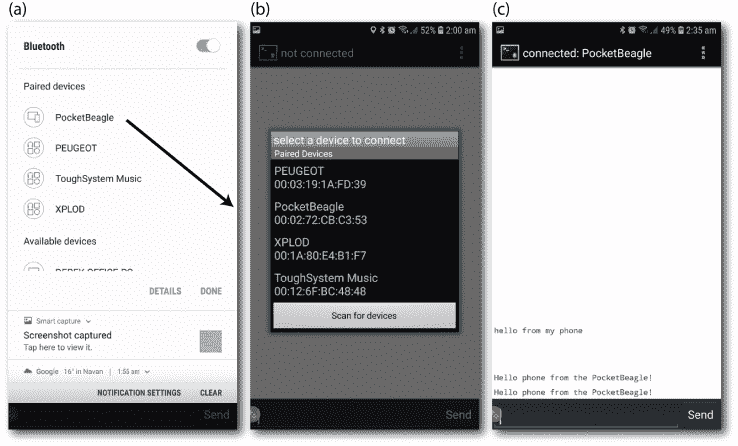 (a)
Bluetooth
Paired devices
PocketBeagle
PEUGEOT
ToughSystem Music
XPLOD
Available devices
DETAILS DONE
Smart capture
Screenshot captured
Tap here to view it.
Google 16° in Navan | 1:55 am
NOTIFICATION SETTINGS CLEAR
Send
(b)
52% 2:00 am
not connected
select a device to connect
Paired Devices
PEUGEOT
00:03:19:1A:FD:39
PocketBeagle
00:02:72:CB:C3:53
XPLOD
00:1A:80:E4:B1:F7
ToughSystem Music
00:12:6F:BC:48:48
Scan for devices
Send
(c)
49% 2:35 am
connected: PocketBeagle
hello from my phone
Hello phone from the PocketBeagle!
Hello phone from the PocketBeagle!
Send